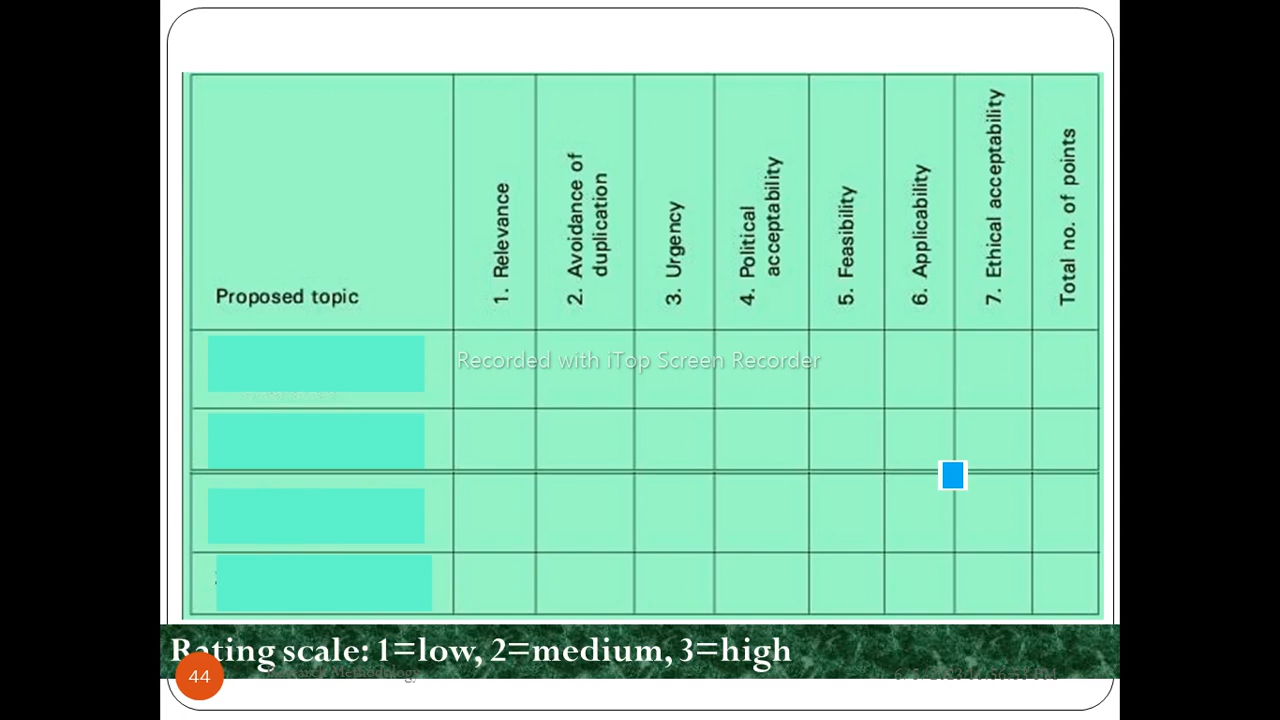 Proposed topic
1. Relevance
2. Avoidance of
duplication
3. Urgency
4. Political
acceptability
5. Feasibility
6. Applicability
7. Ethical acceptability
Total no. of points
Recorded with iTop Screen Recorder
Rating scale: 1=low, 2=medium, 3=high
44
Research Methodology